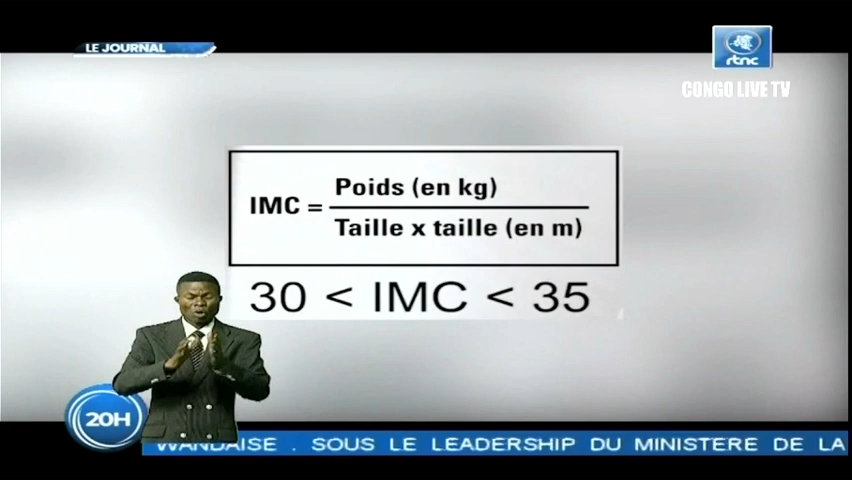 LE JOURNAL
rtnc
CONGO LIVE TV
IMC = Poids (en kg)
Taille x taille (en m)
30 < IMC < 35
20H
WANDAISE . SOUS LE LEADERSHIP DU MINISTERE DE LA